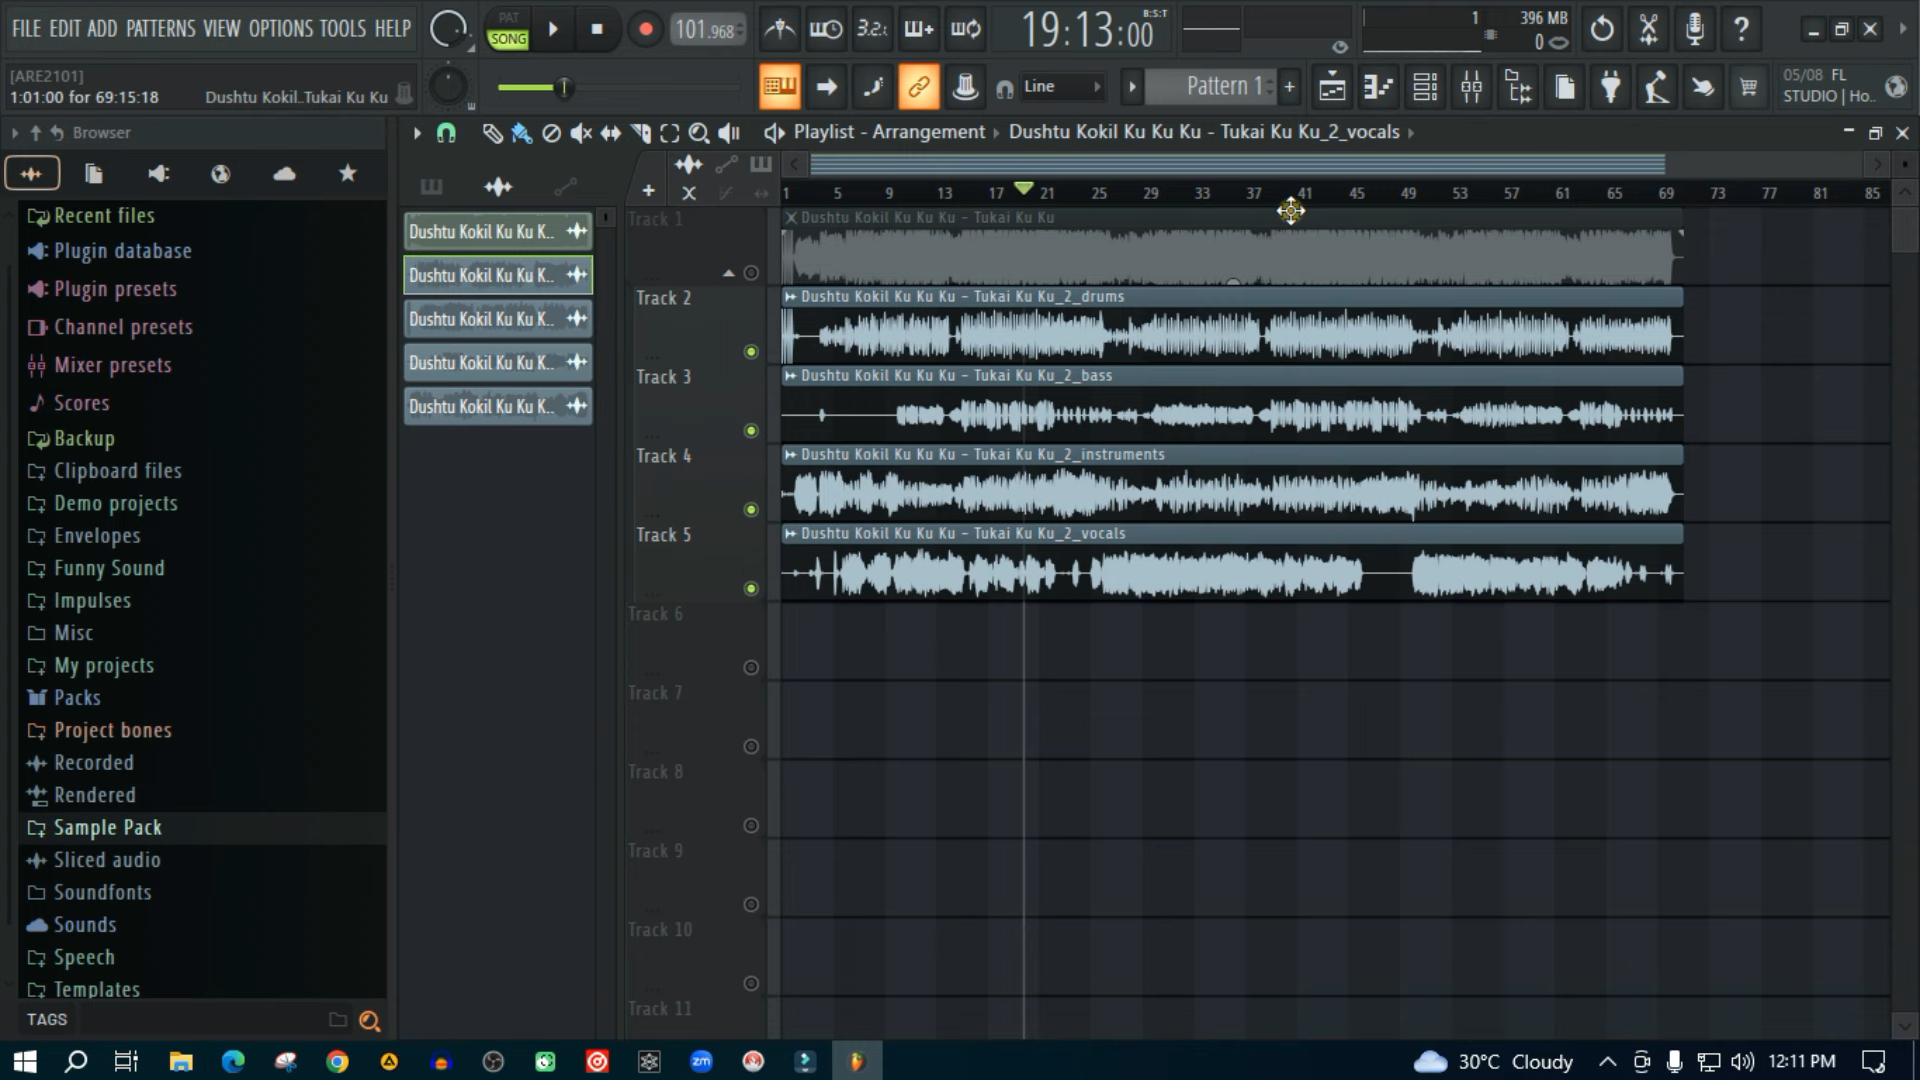 FILE EDIT ADD PATTERNS VIEW OPTIONS TOOLS HELP
PAT
SONG
101.968
3.2.:
19:13:00
B:S:T
1
396 MB
0
[ARE2101]
1:01:00 for 69:15:18
Dushtu Kokil..Tukai Ku Ku
Line
Pattern 1
05/08 FL
STUDIO | Ho..
Browser
Playlist - Arrangement
Dushtu Kokil Ku Ku Ku - Tukai Ku Ku_2_vocals
1 5 9 13 17 21 25 29 33 37 41 45 49 53 57 61 65 69 73 77 81 85
Recent files
Plugin database
Plugin presets
Channel presets
Mixer presets
Scores
Backup
Clipboard files
Demo projects
Envelopes
Funny Sound
Impulses
Misc
My projects
Packs
Project bones
Recorded
Rendered
Sample Pack
Sliced audio
Soundfonts
Sounds
Speech
Templates
TAGS
Dushtu Kokil Ku Ku K..
Dushtu Kokil Ku Ku K..
Dushtu Kokil Ku Ku K..
Dushtu Kokil Ku Ku K..
Dushtu Kokil Ku Ku K..
Track 1
Dushtu Kokil Ku Ku Ku - Tukai Ku Ku
Track 2
Dushtu Kokil Ku Ku Ku - Tukai Ku Ku_2_drums
Track 3
Dushtu Kokil Ku Ku Ku - Tukai Ku Ku_2_bass
Track 4
Dushtu Kokil Ku Ku Ku - Tukai Ku Ku_2_instruments
Track 5
Dushtu Kokil Ku Ku Ku - Tukai Ku Ku_2_vocals
Track 6
Track 7
Track 8
Track 9
Track 10
Track 11
zm
30°C Cloudy
12:11 PM